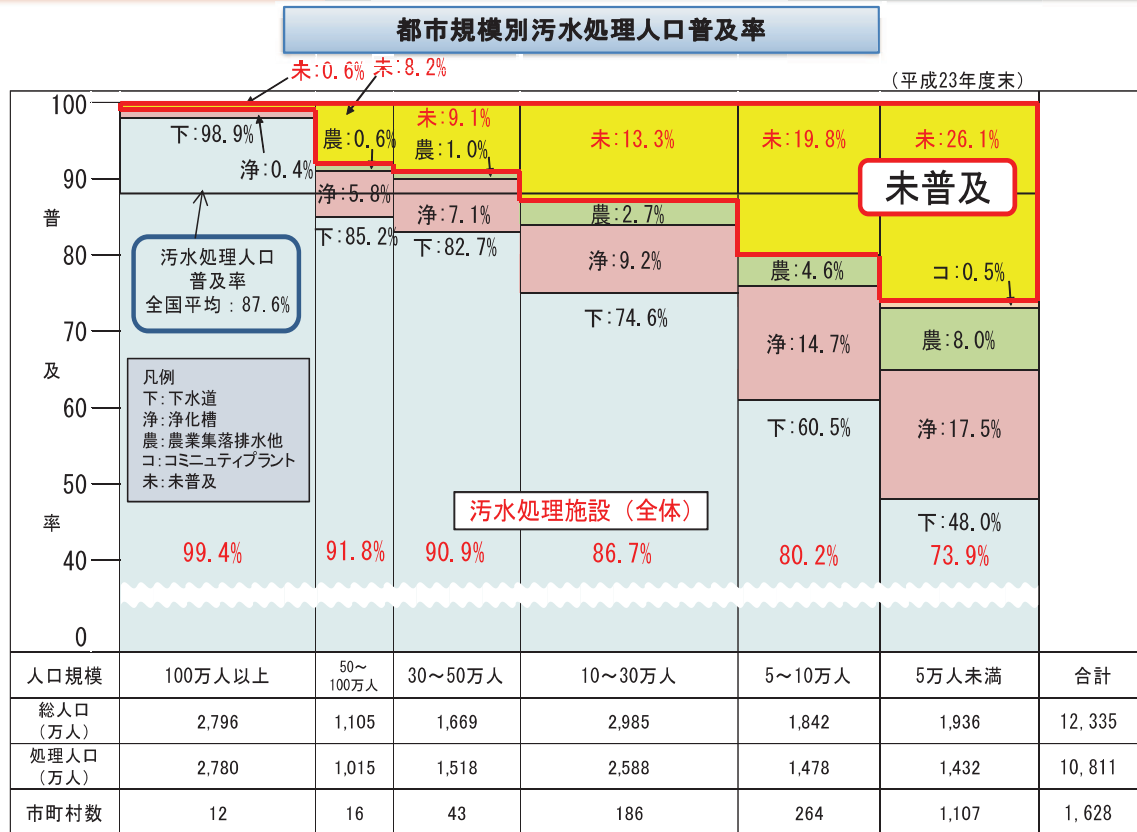 都市規模別汚水処理人口普及率
未:0.6% 未:8.2%
（平成23年度末）
100
90
80
70
60
50
40
0
普及率
下:98.9%
浄:0.4%
農:0.6%
浄:5.8%
下:85.2%
未:9.1%
農:1.0%
浄:7.1%
下:82.7%
未:13.3%
農:2.7%
浄:9.2%
下:74.6%
未:19.8%
農:4.6%
浄:14.7%
下:60.5%
未:26.1%
未普及
コ:0.5%
農:8.0%
浄:17.5%
下:48.0%
汚水処理人口
普及率
全国平均：87.6%
凡例
下:下水道
浄:浄化槽
農:農業集落排水他
コ:コミニュティプラント
未:未普及
汚水処理施設（全体）
99.4% 91.8% 90.9% 86.7% 80.2% 73.9%
人口規模 100万人以上 50～100万人 30～50万人 10～30万人 5～10万人 5万人未満 合計
総人口（万人） 2,796 1,105 1,669 2,985 1,842 1,936 12,335
処理人口（万人） 2,780 1,015 1,518 2,588 1,478 1,432 10,811
市町村数 12 16 43 186 264 1,107 1,628